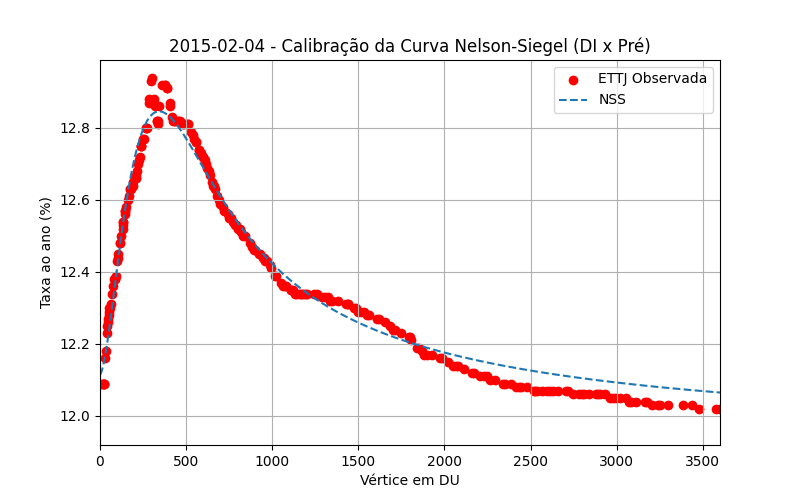 2015-02-04 - Calibração da Curva Nelson-Siegel (DI x Pré)
ETTJ Observada
NSS
Taxa ao ano (%)
12.8
12.6
12.4
12.2
12.0
0 500 1000 1500 2000 2500 3000 3500
Vértice em DU